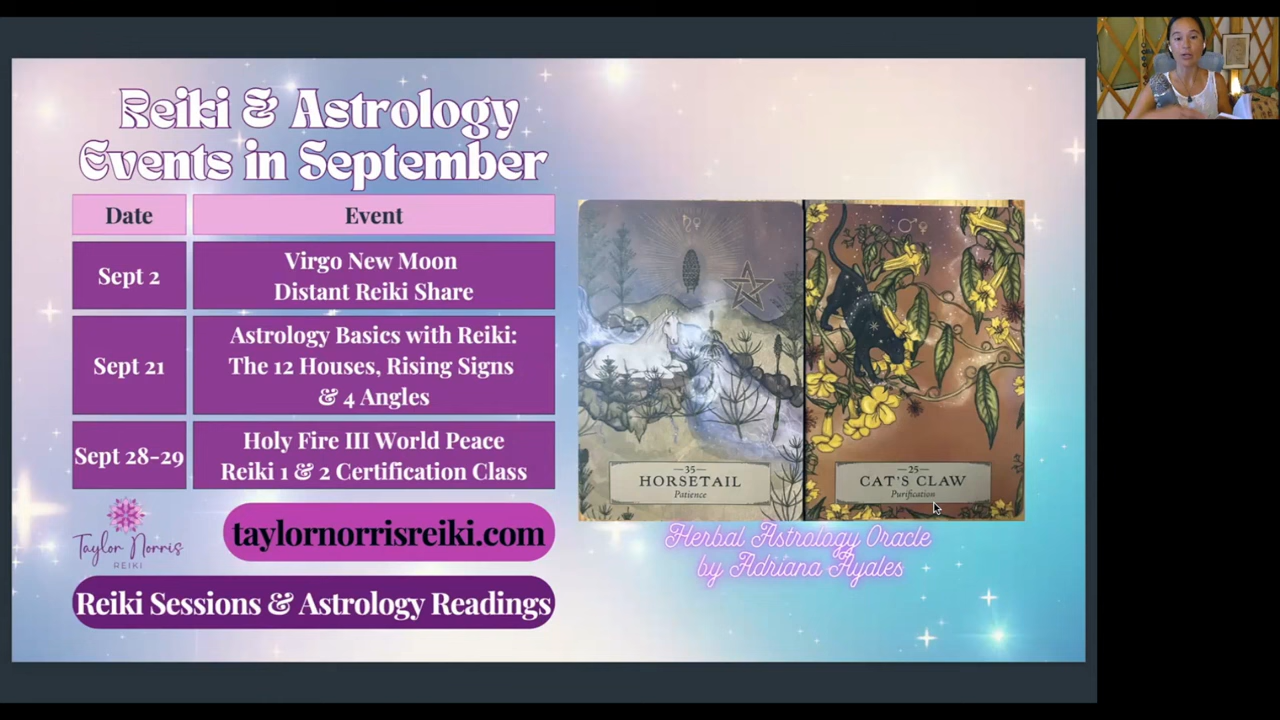 Reiki & Astrology
Events in September
Date
Event
Sept 2
Virgo New Moon
Distant Reiki Share
Sept 21
Astrology Basics with Reiki:
The 12 Houses, Rising Signs
& 4 Angles
Sept 28-29
Holy Fire III World Peace
Reiki 1 & 2 Certification Class
Taylor Norris
REIKI
taylornorrisreiki.com
Reiki Sessions & Astrology Readings
35
HORSETAIL
Patience
25
CAT'S CLAW
Purification
Herbal Astrology Oracle
by Adriana Ayales